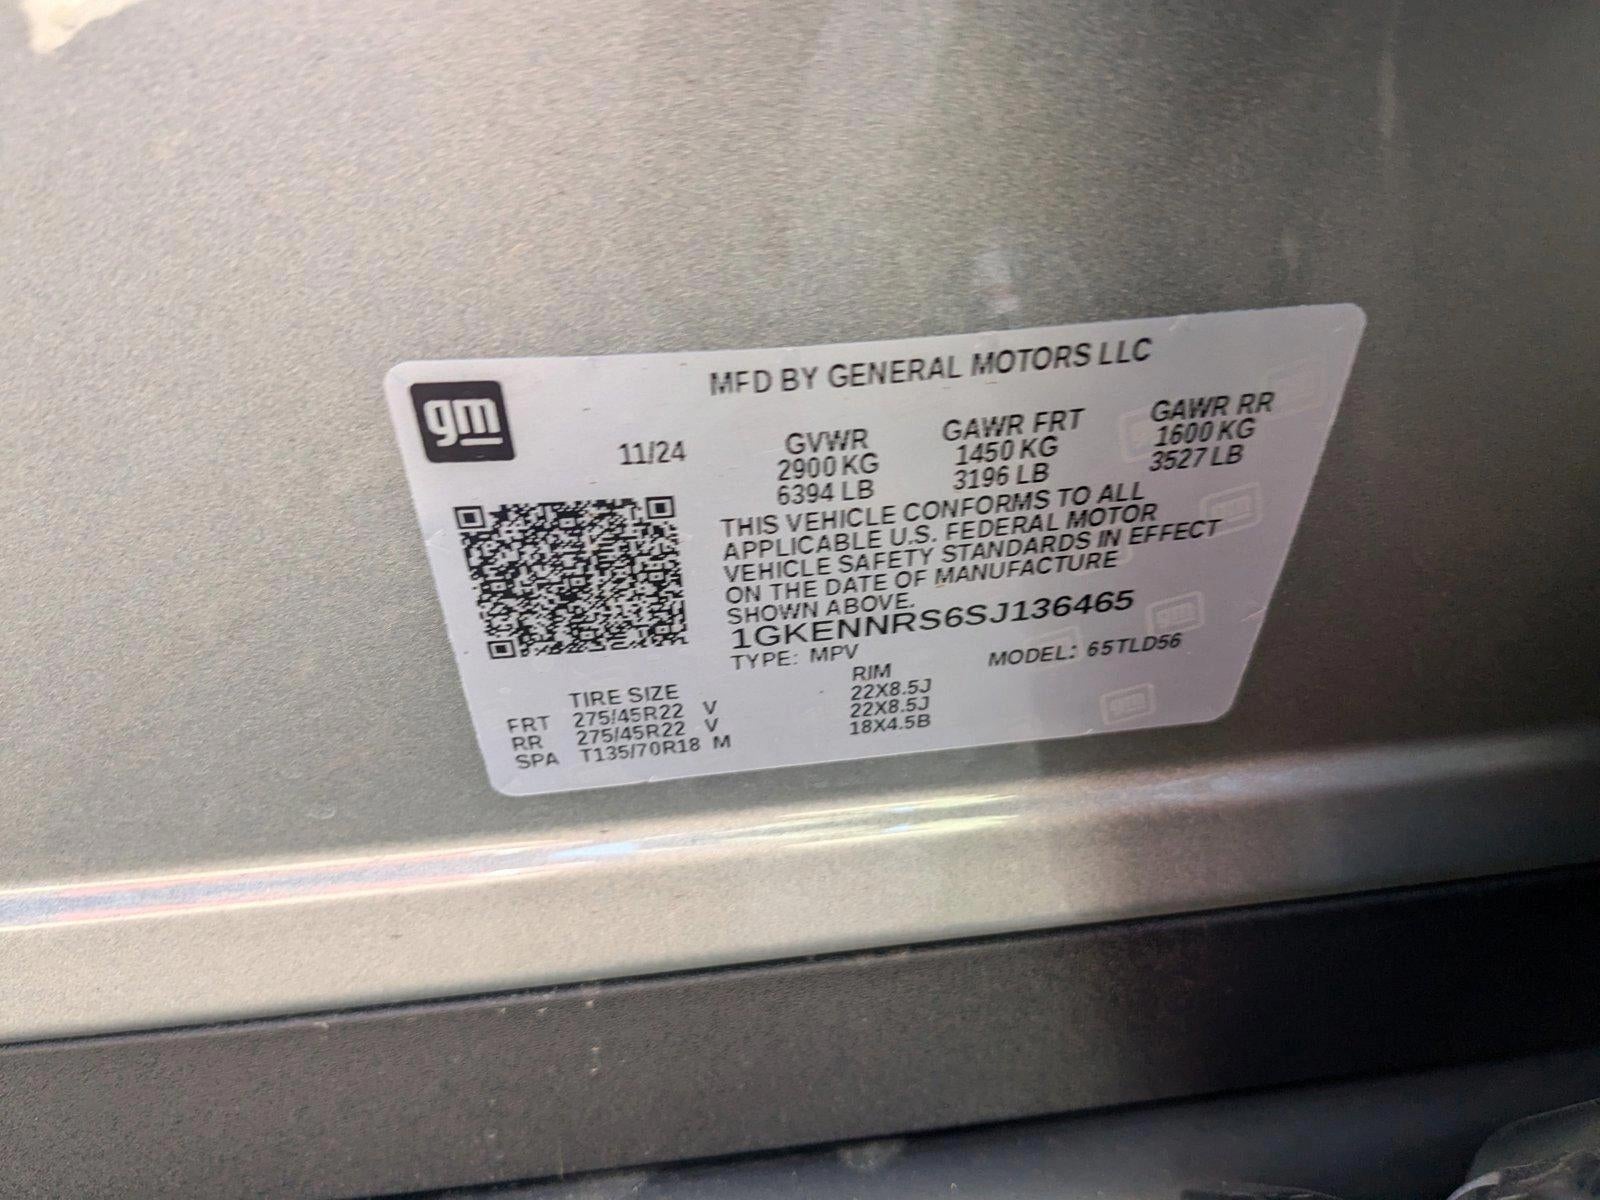 MFD BY GENERAL MOTORS LLC
gm
11/24 GVWR GAWR FRT GAWR RR
2900 KG 1450 KG 1600 KG
6394 LB 3196 LB 3527 LB
THIS VEHICLE CONFORMS TO ALL
APPLICABLE U.S. FEDERAL MOTOR
VEHICLE SAFETY STANDARDS IN EFFECT
ON THE DATE OF MANUFACTURE
SHOWN ABOVE.
1GKENNRS6SJ136465
TYPE: MPV MODEL: 65TLD56
TIRE SIZE RIM
FRT 275/45R22 V 22X8.5J
RR 275/45R22 V 22X8.5J
SPA T135/70R18 M 18X4.5B